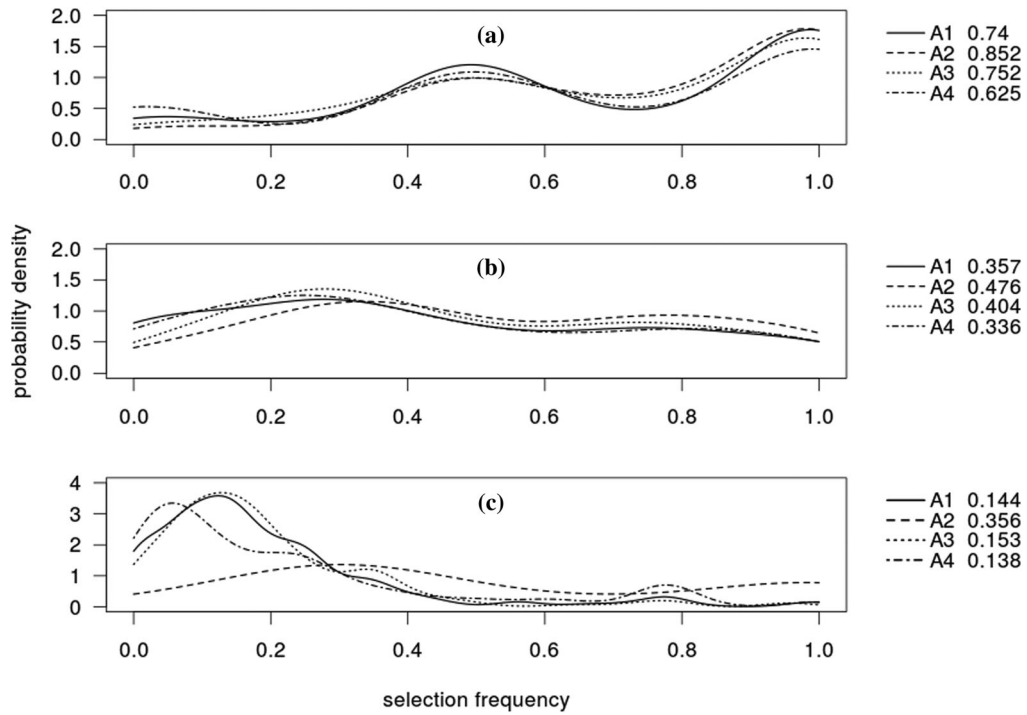 (a)
2.0
1.5
1.0
0.5
0.0
0.0 0.2 0.4 0.6 0.8 1.0
A1 0.74
A2 0.852
A3 0.752
A4 0.625
probability density
(b)
2.0
1.5
1.0
0.5
0.0
0.0 0.2 0.4 0.6 0.8 1.0
A1 0.357
A2 0.476
A3 0.404
A4 0.336
(c)
4
3
2
1
0
0.0 0.2 0.4 0.6 0.8 1.0
A1 0.144
A2 0.356
A3 0.153
A4 0.138
selection frequency